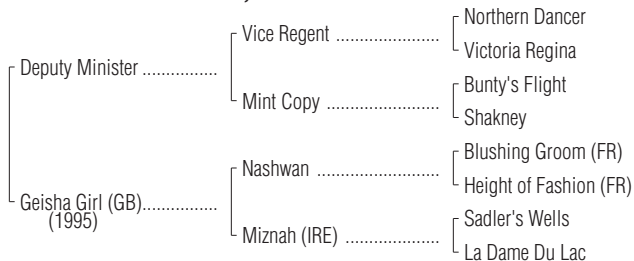 Northern Dancer
Vice Regent ....................
Victoria Regina
Deputy Minister ...............
Bunty's Flight
Mint Copy ......................
Shakney
Blushing Groom (FR)
Nashwan ........................
Height of Fashion (FR)
Geisha Girl (GB)...............
(1995)
Sadler's Wells
Miznah (IRE) ..................
La Dame Du Lac